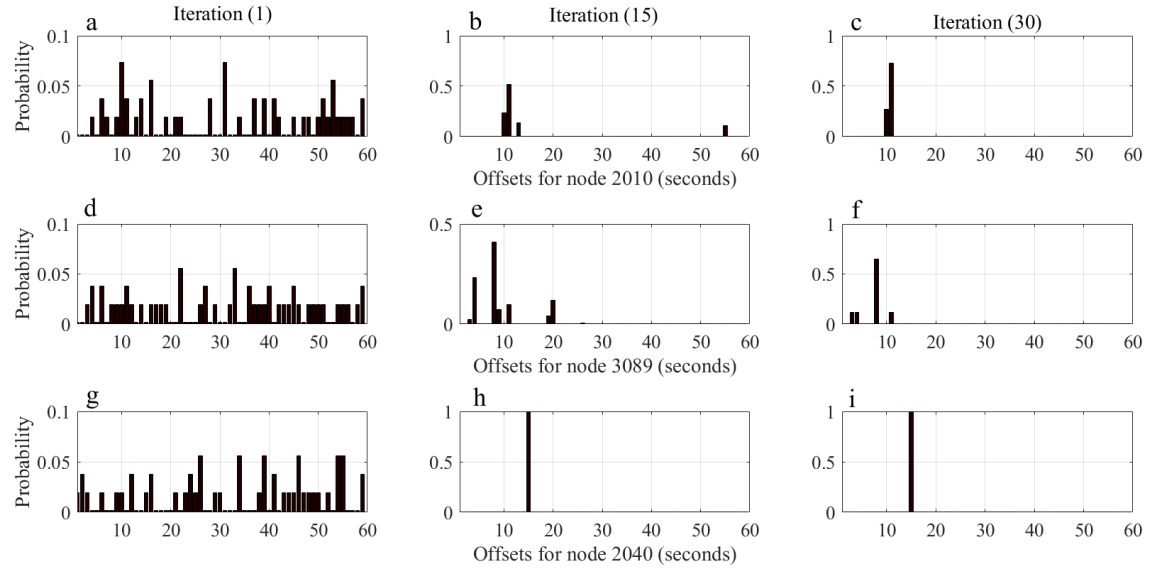 Iteration (1) Iteration (15) Iteration (30)
a b c
Probability
0.1 0.05 0
1 0.5 0
1 0.5 0
10 20 30 40 50 60
10 20 30 40 50 60
10 20 30 40 50 60
Offsets for node 2010 (seconds)
d e f
Probability
0.1 0.05 0
0.5 0
1 0.5 0
10 20 30 40 50 60
10 20 30 40 50 60
10 20 30 40 50 60
Offsets for node 3089 (seconds)
g h i
Probability
0.1 0.05 0
1 0.5 0
1 0.5 0
10 20 30 40 50 60
10 20 30 40 50 60
10 20 30 40 50 60
Offsets for node 2040 (seconds)